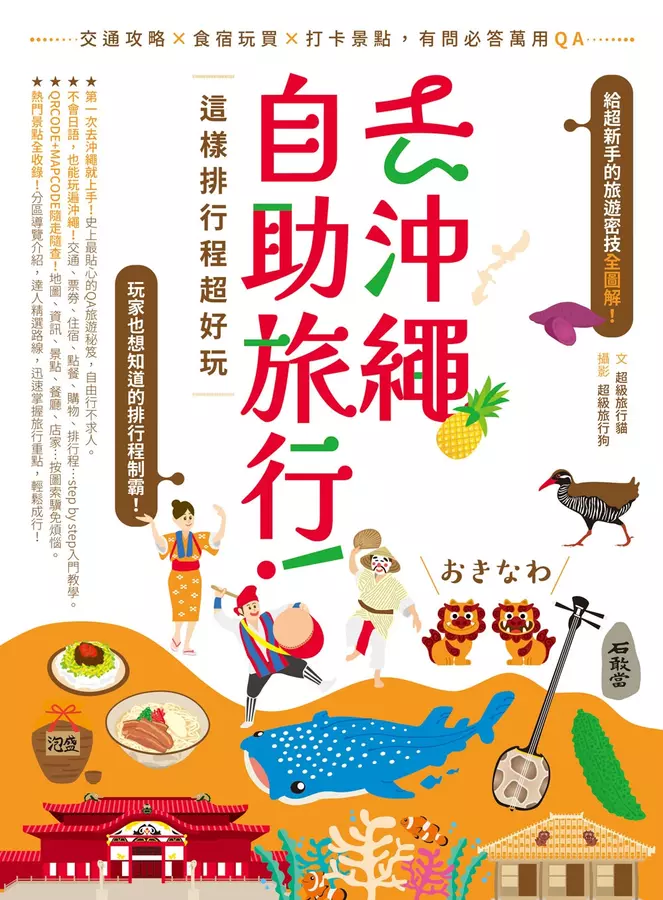 交通攻略×食宿玩買×打卡景點，有問必答萬用QA
給超新手的旅遊密技全圖解！
去沖繩
自助旅行！
這樣排行程超好玩
文 超級旅行貓
攝影 超級旅行狗
玩家也想知道的排行程制霸！
★第一次去沖繩就上手！史上最貼心的QA旅遊秘笈，自由行不求人。
★不會日語，也能玩遍沖繩！交通、票券、住宿、點餐、購物、排行程…step by step入門教學。
★QRCODE+MAPCODE隨走隨查！地圖、資訊、景點、餐廳、店家…按圖索驥免煩惱。
★熱門景點全收錄！分區導覽介紹，達人精選路線，迅速掌握旅行重點，輕鬆成行！
おきなわ
石敢當
泡盛